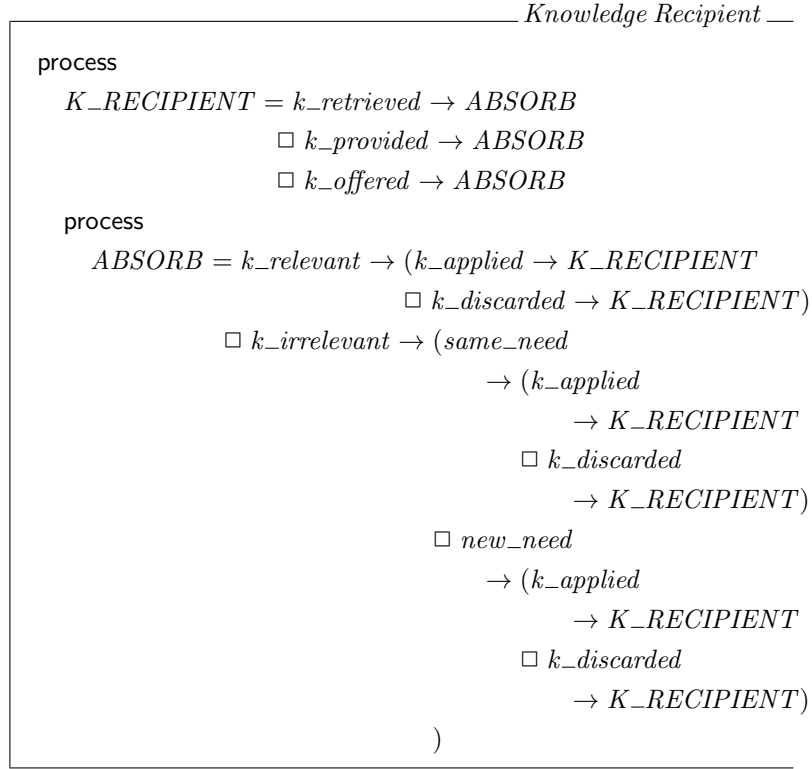 Knowledge Recipient
process
K_RECIPIENT = k_retrieved → ABSORB
□ k_provided → ABSORB
□ k_offered → ABSORB
process
ABSORB = k_relevant → (k_applied → K_RECIPIENT
□ k_discarded → K_RECIPIENT)
□ k_irrelevant → (same_need
→ (k_applied
→ K_RECIPIENT
□ k_discarded
→ K_RECIPIENT)
□ new_need
→ (k_applied
→ K_RECIPIENT
□ k_discarded
→ K_RECIPIENT)
)